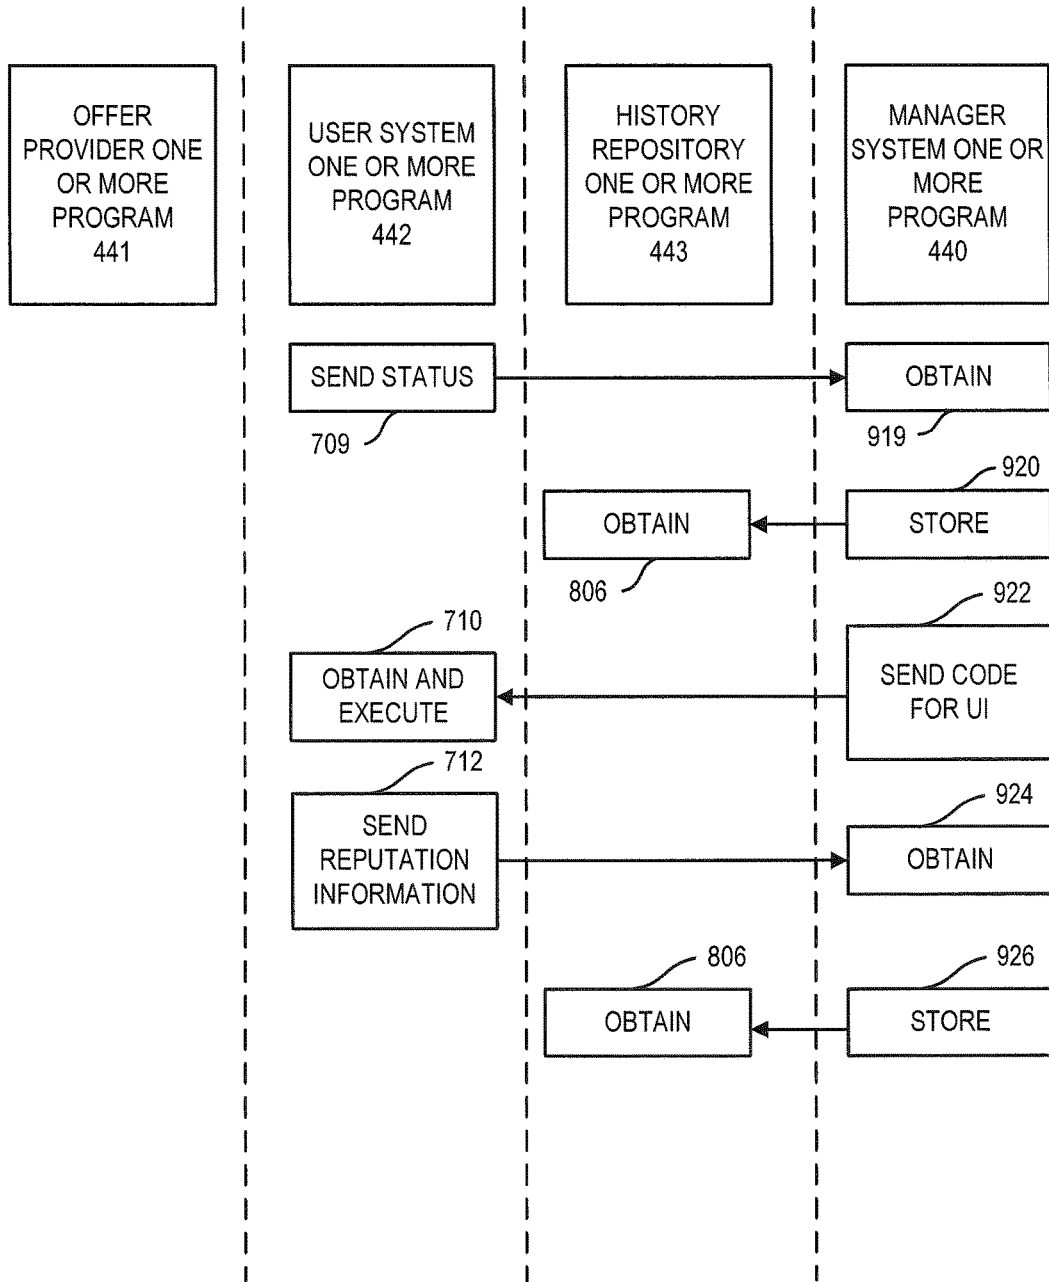 OFFER
PROVIDER ONE
OR MORE
PROGRAM
441
USER SYSTEM
ONE OR MORE
PROGRAM
442
HISTORY
REPOSITORY
ONE OR MORE
PROGRAM
443
MANAGER
SYSTEM ONE OR
MORE
PROGRAM
440
SEND STATUS
709
OBTAIN
919
920
OBTAIN
806
STORE
922
710
OBTAIN AND
EXECUTE
SEND CODE
FOR UI
712
SEND
REPUTATION
INFORMATION
924
OBTAIN
806
OBTAIN
926
STORE